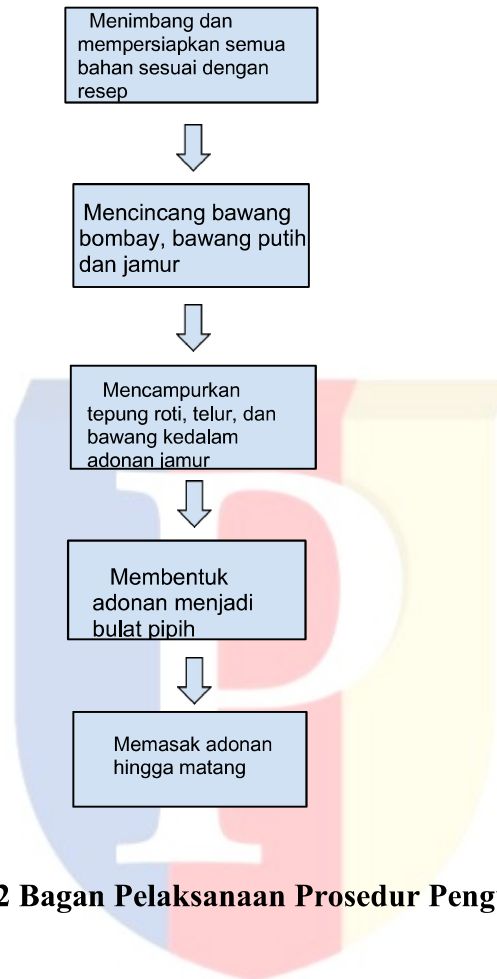 Menimbang dan
mempersiapkan semua
bahan sesuai dengan
resep
Mencincang bawang
bombay, bawang putih
dan jamur
Mencampurkan
tepung roti, telur, dan
bawang kedalam
adonan jamur
Membentuk
adonan menjadi
bulat pipih
Memasak adonan
hingga matang
2 Bagan Pelaksanaan Prosedur Peng